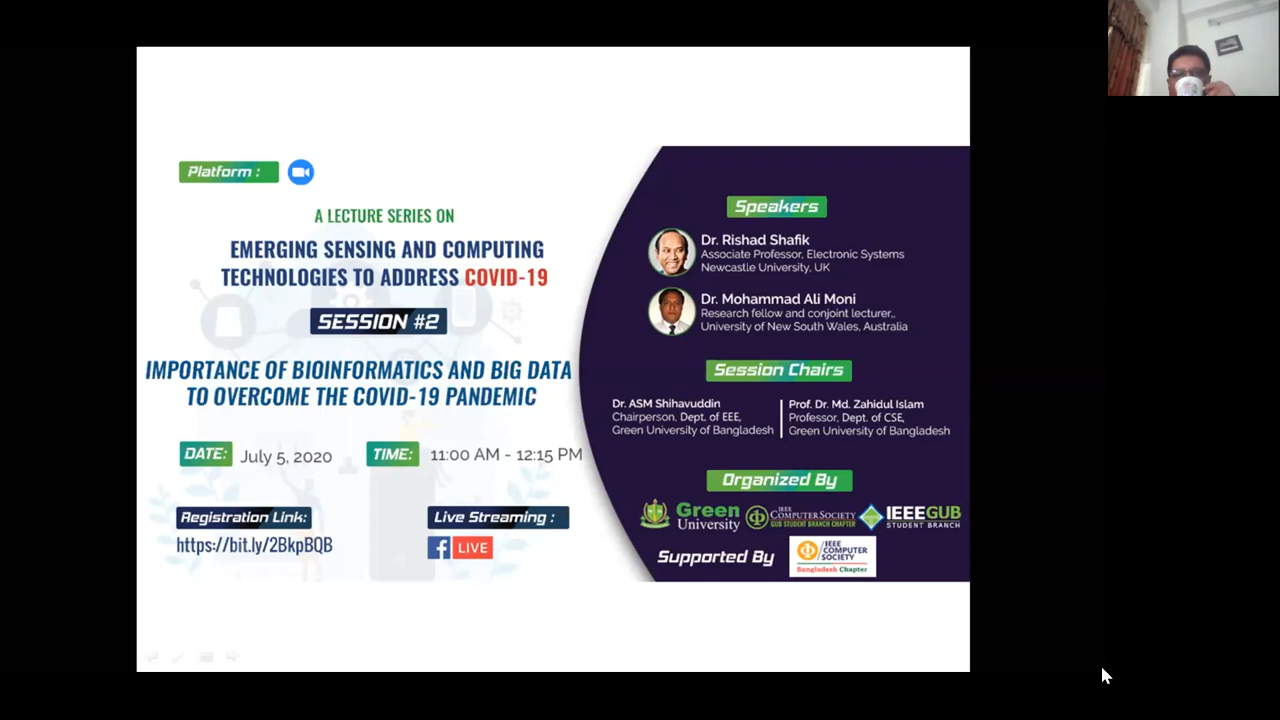 Platform :
A LECTURE SERIES ON
EMERGING SENSING AND COMPUTING
TECHNOLOGIES TO ADDRESS COVID-19
SESSION #2
IMPORTANCE OF BIOINFORMATICS AND BIG DATA
TO OVERCOME THE COVID-19 PANDEMIC
DATE: July 5, 2020
TIME: 11:00 AM - 12:15 PM
Registration Link:
https://bit.ly/2BkpBQB
Live Streaming :
f LIVE
Speakers
Dr. Rishad Shafik
Associate Professor, Electronic Systems
Newcastle University, UK
Dr. Mohammad Ali Moni
Research fellow and conjoint lecturer,,
University of New South Wales, Australia
Session Chairs
Dr. ASM Shihavuddin
Chairperson, Dept. of EEE,
Green University of Bangladesh
Prof. Dr. Md. Zahidul Islam
Professor, Dept. of CSE,
Green University of Bangladesh
Organized By
Green
University
IEEE
COMPUTER SOCIETY
GUB STUDENT BRANCH CHAPTER
IEEEGUB
STUDENT BRANCH
Supported By
IEEE
COMPUTER
SOCIETY
Bangladesh Chapter